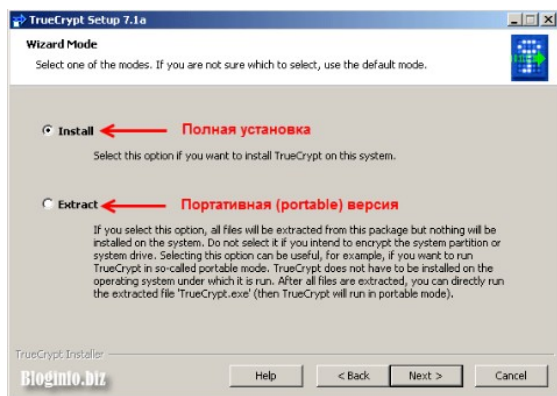 TrueCrypt Setup 7.1a
Wizard Mode
Select one of the modes. If you are not sure which to select, use the default mode.
Install
Полная установка
Select this option if you want to install TrueCrypt on this system.
Extract
Портативная (portable) версия
If you select this option, all files will be extracted from this package but nothing will be
installed on the system. Do not select it if you intend to encrypt the system partition or
system drive. Selecting this option can be useful, for example, if you want to run
TrueCrypt in so-called portable mode. TrueCrypt does not have to be installed on the
operating system under which it is run. After all files are extracted, you can directly run
the extracted file 'TrueCrypt.exe' (then TrueCrypt will run in portable mode).
TrueCrypt Installer
Bloginfo.biz
Help
< Back
Next >
Cancel